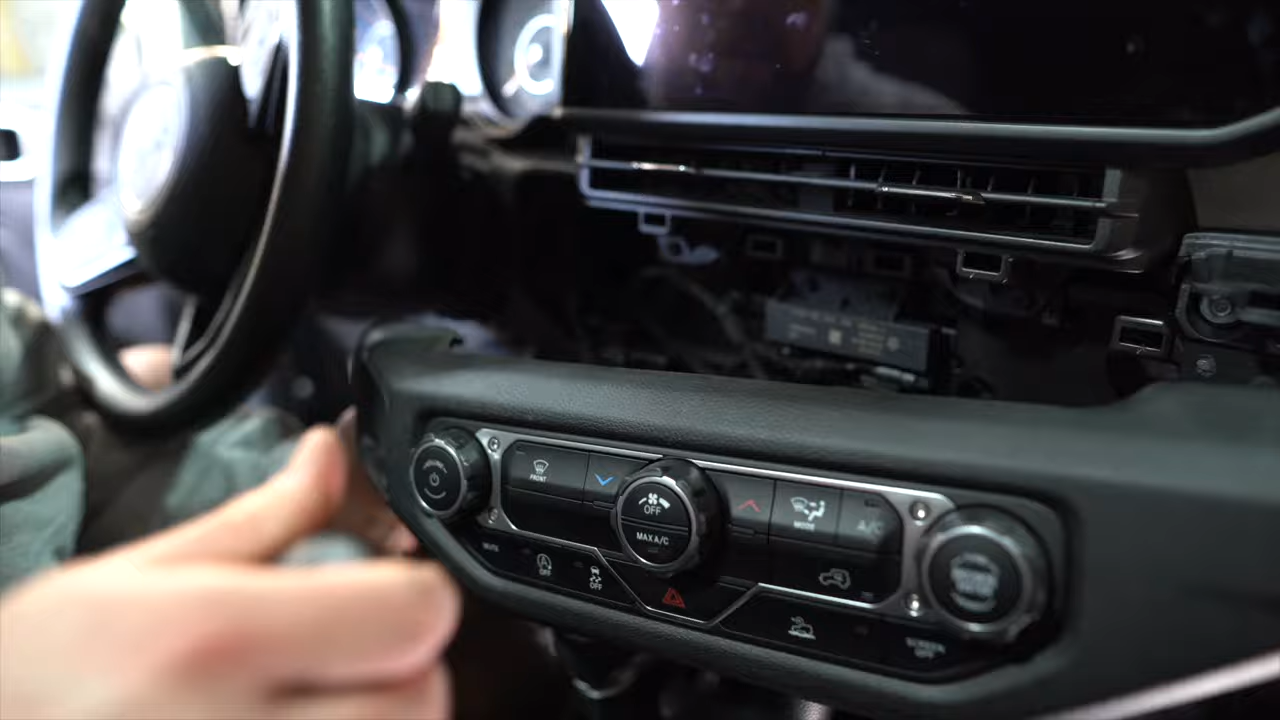 FRONT
OFF
MAX A/C
MODE
A/C
MUTE
OFF
OFF
SCREEN
OFF